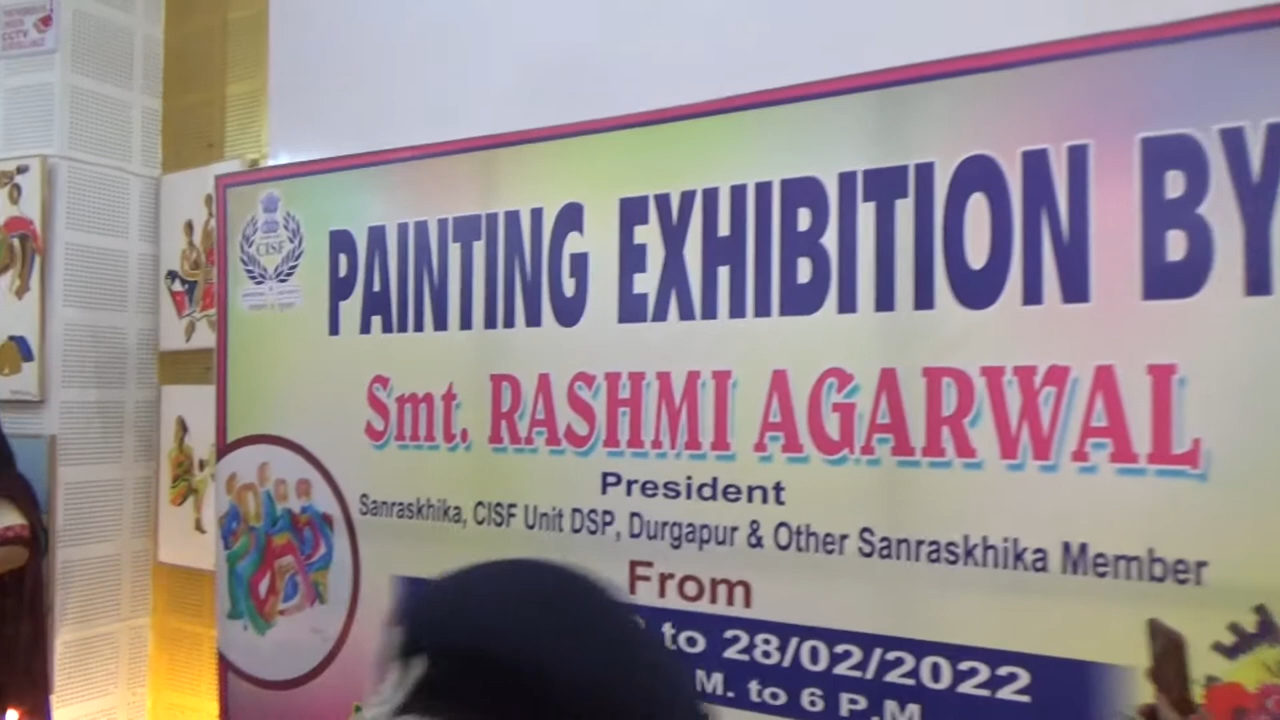 CCTV
CISF
PAINTING EXHIBITION BY
Smt. RASHMI AGARWAL
President
Sanraskhika, CISF Unit DSP, Durgapur & Other Sanraskhika Member
From
to 28/02/2022
M. to 6 P.M